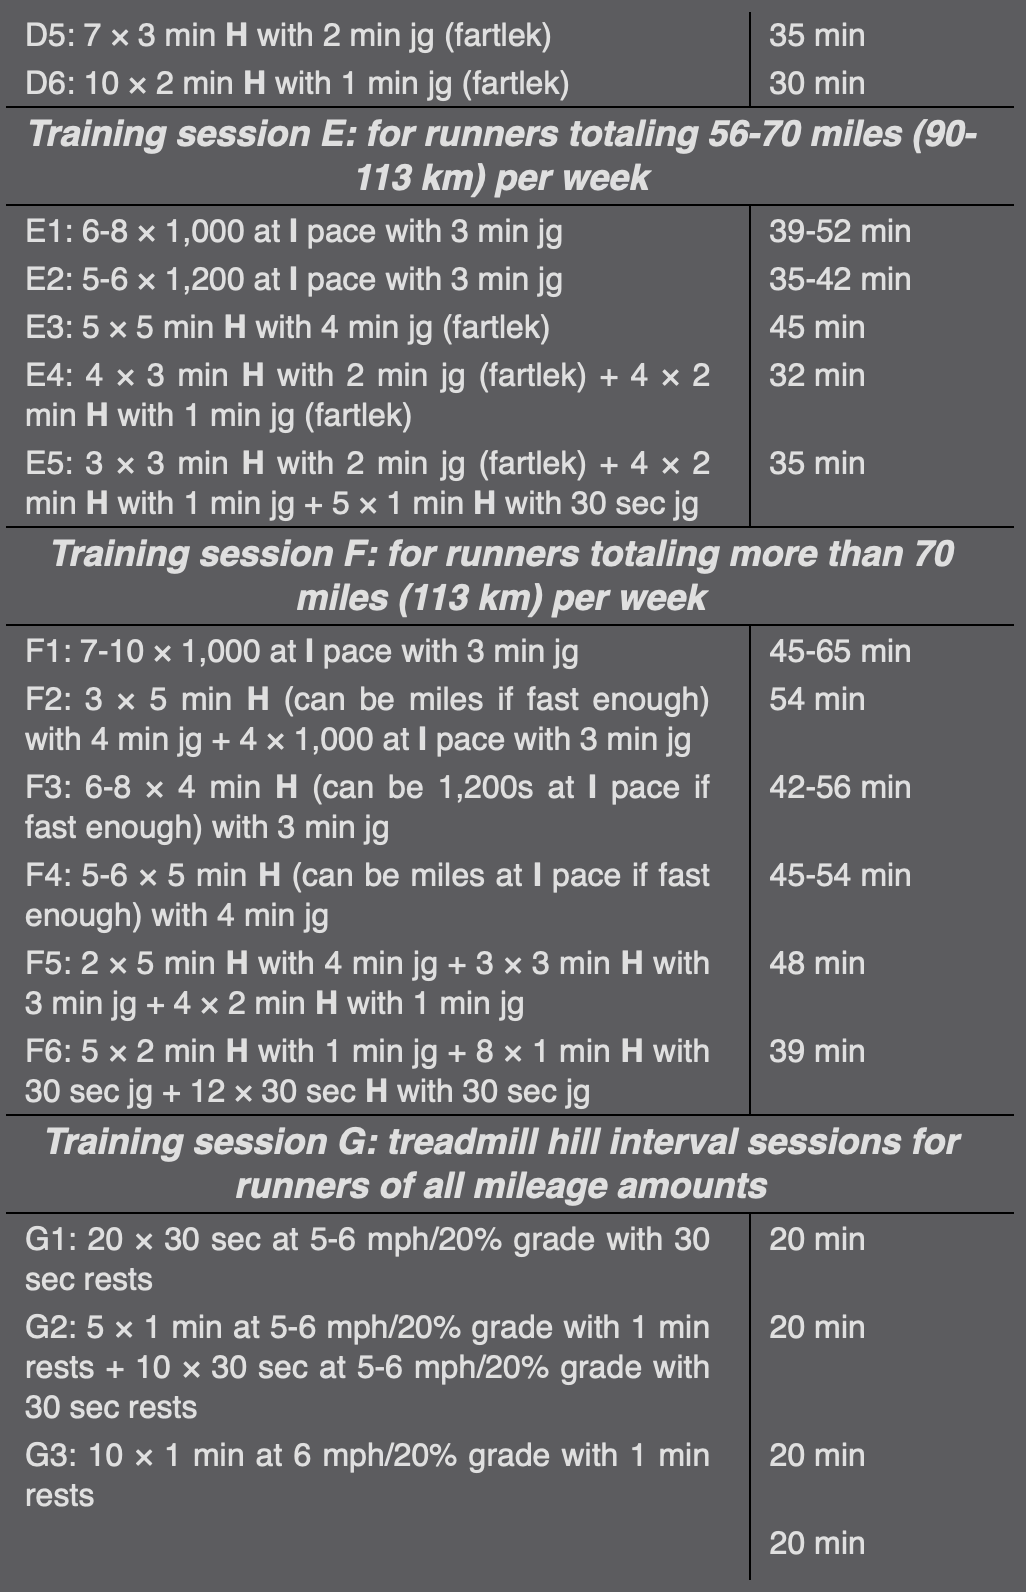 D5: 7 × 3 min H with 2 min jg (fartlek) 35 min
D6: 10 × 2 min H with 1 min jg (fartlek) 30 min
Training session E: for runners totaling 56-70 miles (90-
113 km) per week
E1: 6-8 × 1,000 at I pace with 3 min jg 39-52 min
E2: 5-6 × 1,200 at I pace with 3 min jg 35-42 min
E3: 5 × 5 min H with 4 min jg (fartlek) 45 min
E4: 4 × 3 min H with 2 min jg (fartlek) + 4 × 2 32 min
min H with 1 min jg (fartlek)
E5: 3 × 3 min H with 2 min jg (fartlek) + 4 × 2 35 min
min H with 1 min jg + 5 × 1 min H with 30 sec jg
Training session F: for runners totaling more than 70
miles (113 km) per week
F1: 7-10 × 1,000 at I pace with 3 min jg 45-65 min
F2: 3 × 5 min H (can be miles if fast enough) 54 min
with 4 min jg + 4 × 1,000 at I pace with 3 min jg
F3: 6-8 × 4 min H (can be 1,200s at I pace if 42-56 min
fast enough) with 3 min jg
F4: 5-6 × 5 min H (can be miles at I pace if fast 45-54 min
enough) with 4 min jg
F5: 2 × 5 min H with 4 min jg + 3 × 3 min H with 48 min
3 min jg + 4 × 2 min H with 1 min jg
F6: 5 × 2 min H with 1 min jg + 8 × 1 min H with 39 min
30 sec jg + 12 × 30 sec H with 30 sec jg
Training session G: treadmill hill interval sessions for
runners of all mileage amounts
G1: 20 × 30 sec at 5-6 mph/20% grade with 30 20 min
sec rests
G2: 5 × 1 min at 5-6 mph/20% grade with 1 min 20 min
rests + 10 × 30 sec at 5-6 mph/20% grade with
30 sec rests
G3: 10 × 1 min at 6 mph/20% grade with 1 min 20 min
rests
20 min